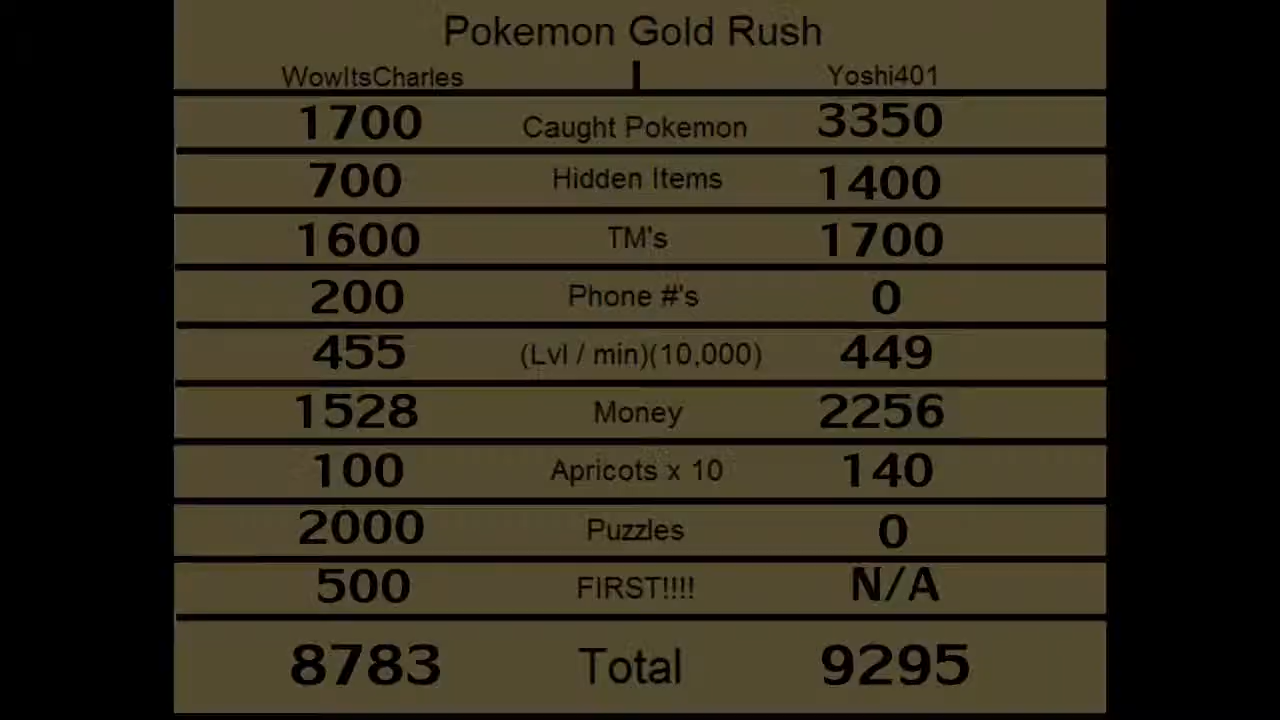 Pokemon Gold Rush
WowItsCharles | Yoshi401
1700 Caught Pokemon 3350
700 Hidden Items 1400
1600 TM's 1700
200 Phone #'s 0
455 (Lvl / min)(10,000) 449
1528 Money 2256
100 Apricots x 10 140
2000 Puzzles 0
500 FIRST!!!! N/A
8783 Total 9295